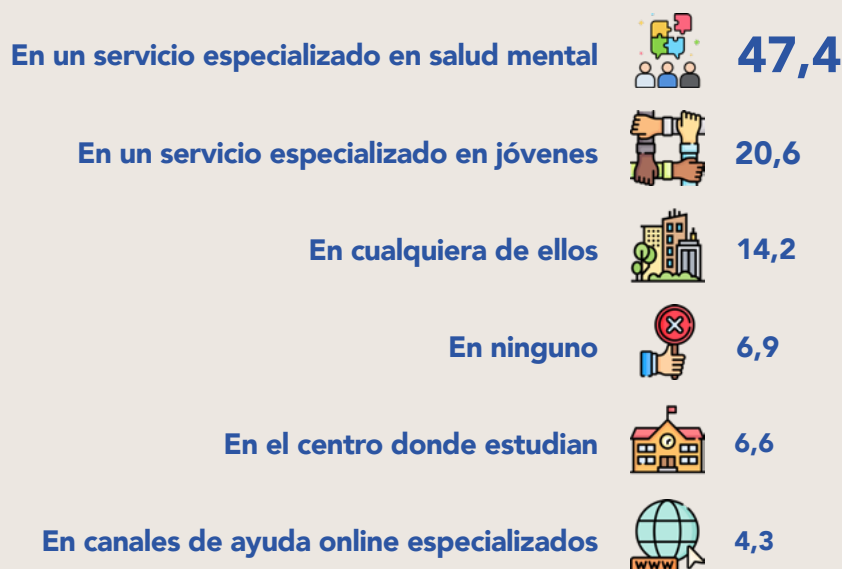 En un servicio especializado en salud mental 47,4
En un servicio especializado en jóvenes 20,6
En cualquiera de ellos 14,2
En ninguno 6,9
En el centro donde estudian 6,6
En canales de ayuda online especializados 4,3
WWW